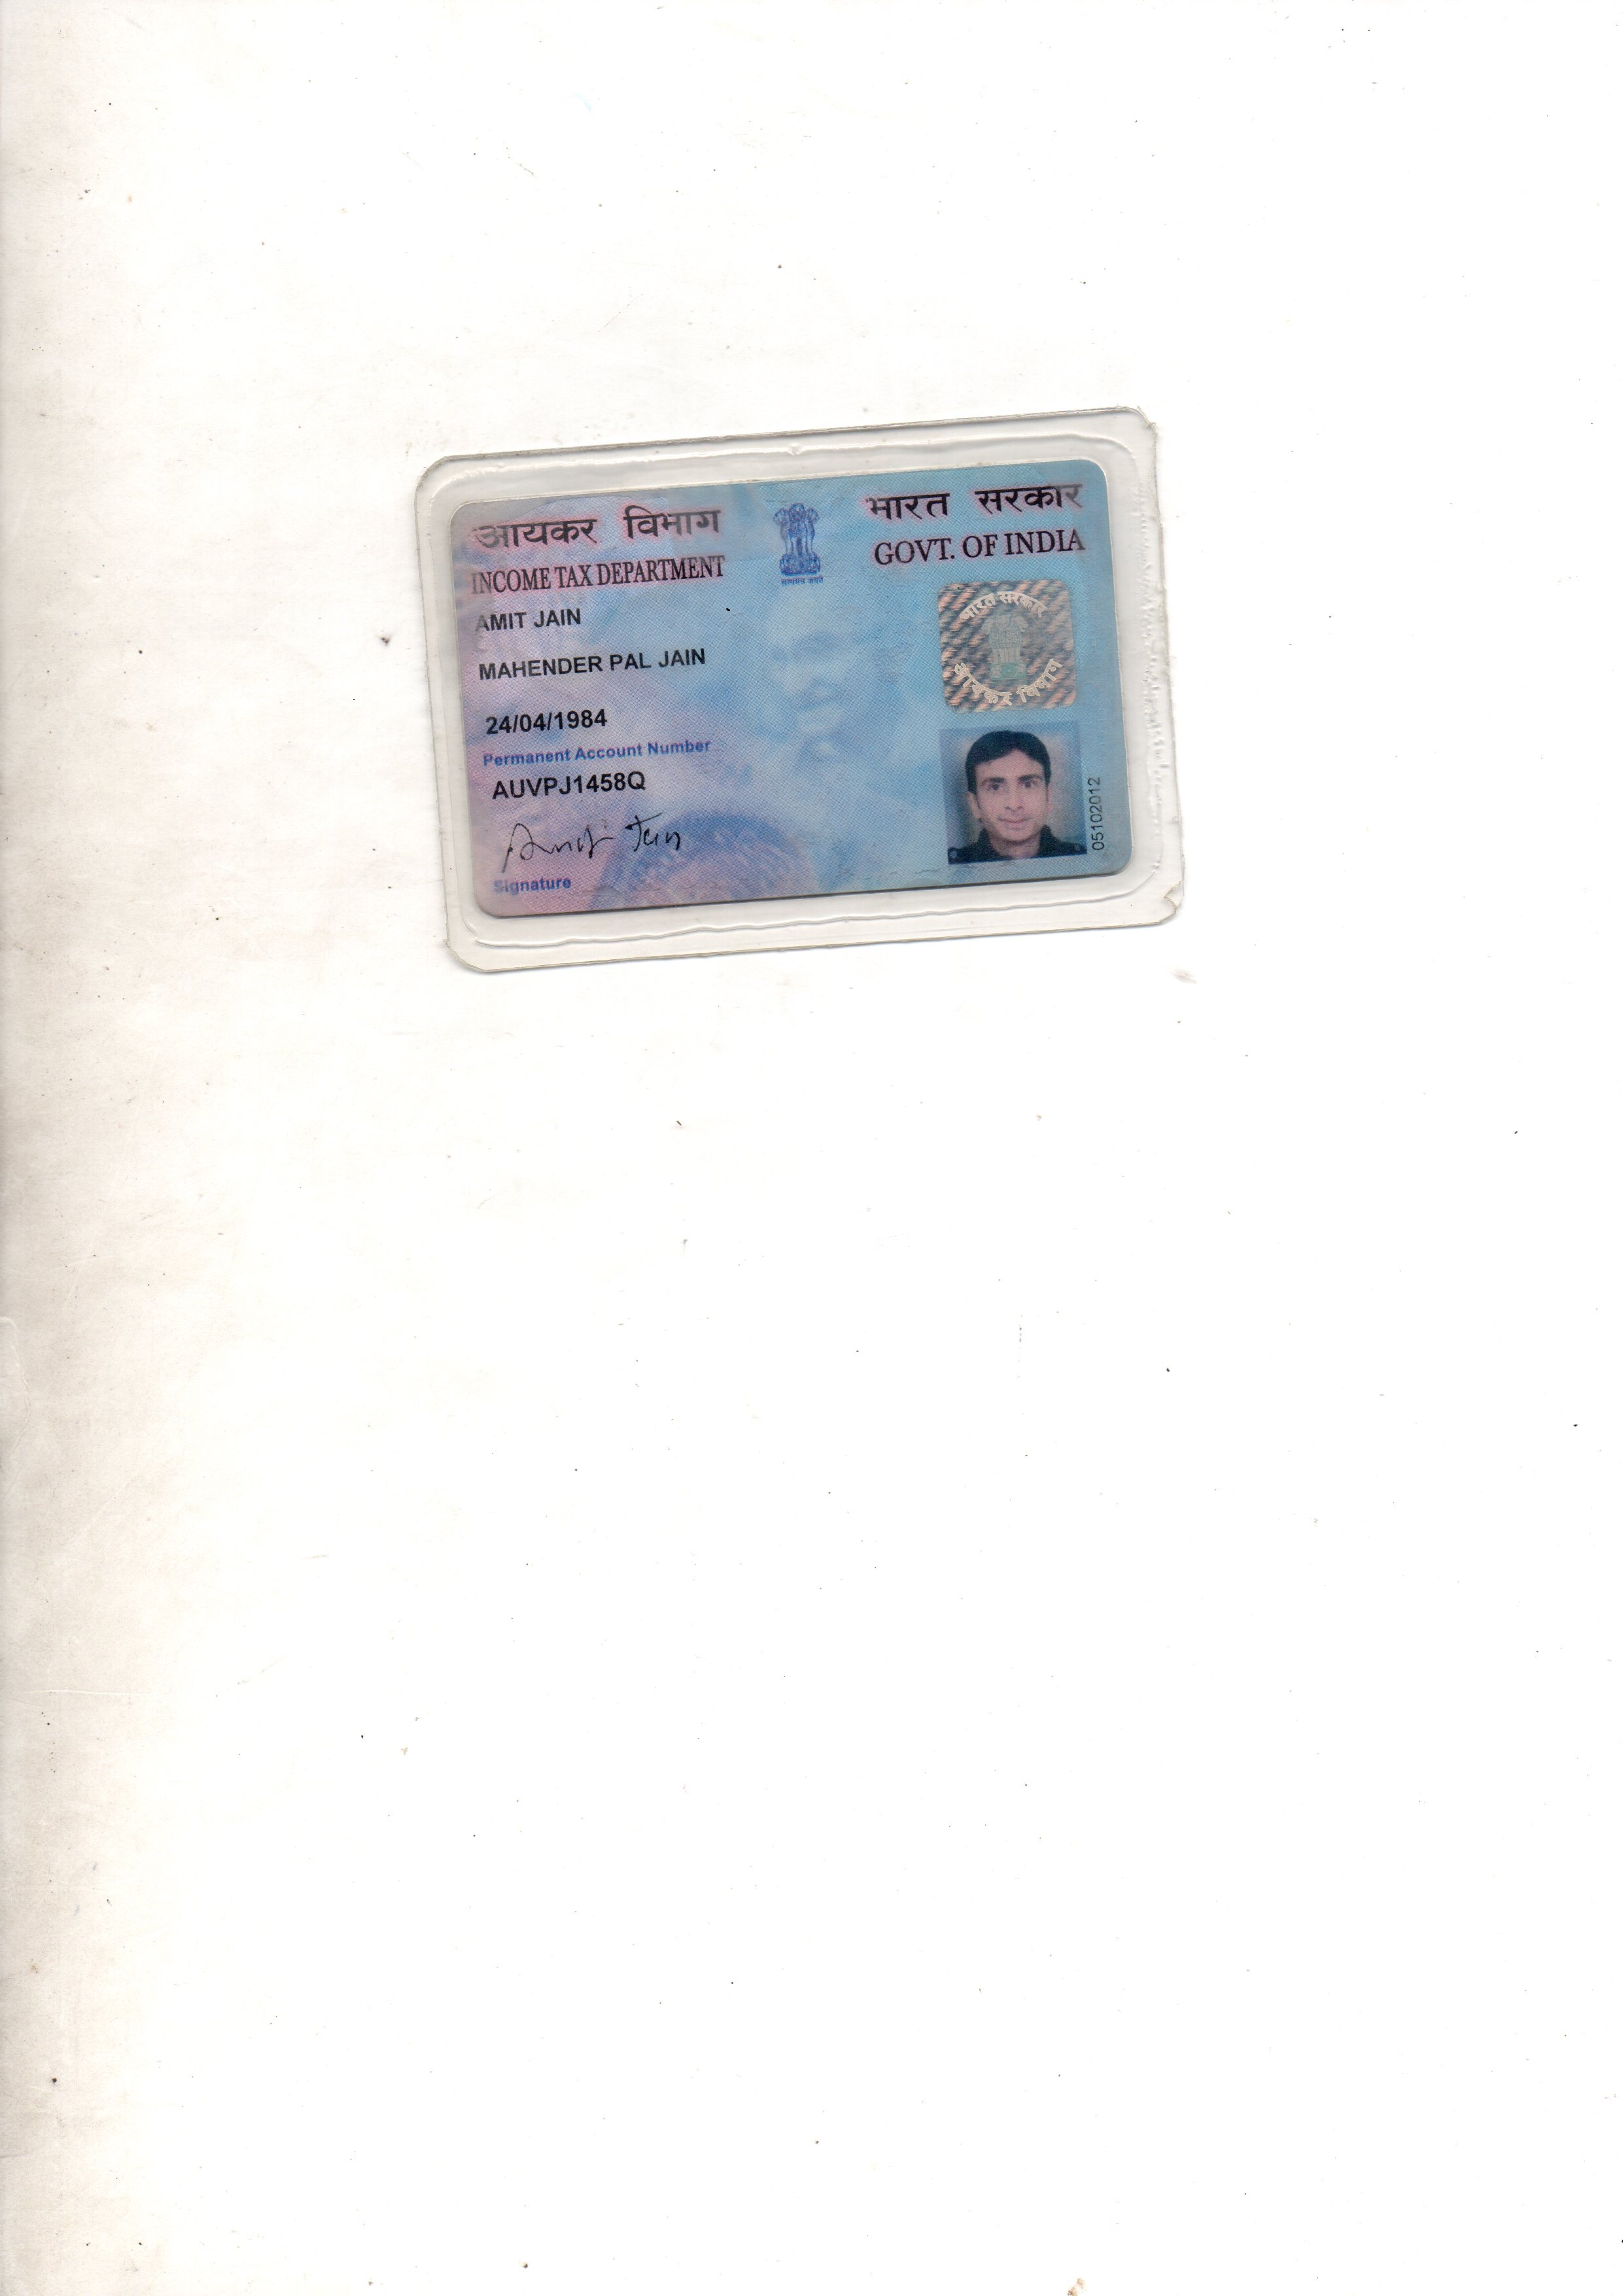 आयकर विभाग
INCOME TAX DEPARTMENT
भारत सरकार
GOVT. OF INDIA
AMIT JAIN
MAHENDER PAL JAIN
24/04/1984
Permanent Account Number
AUVPJ1458Q
Amit Jain
Signature
सत्यमेव जयते
भारत सरकार
आयकर विभाग
05102012